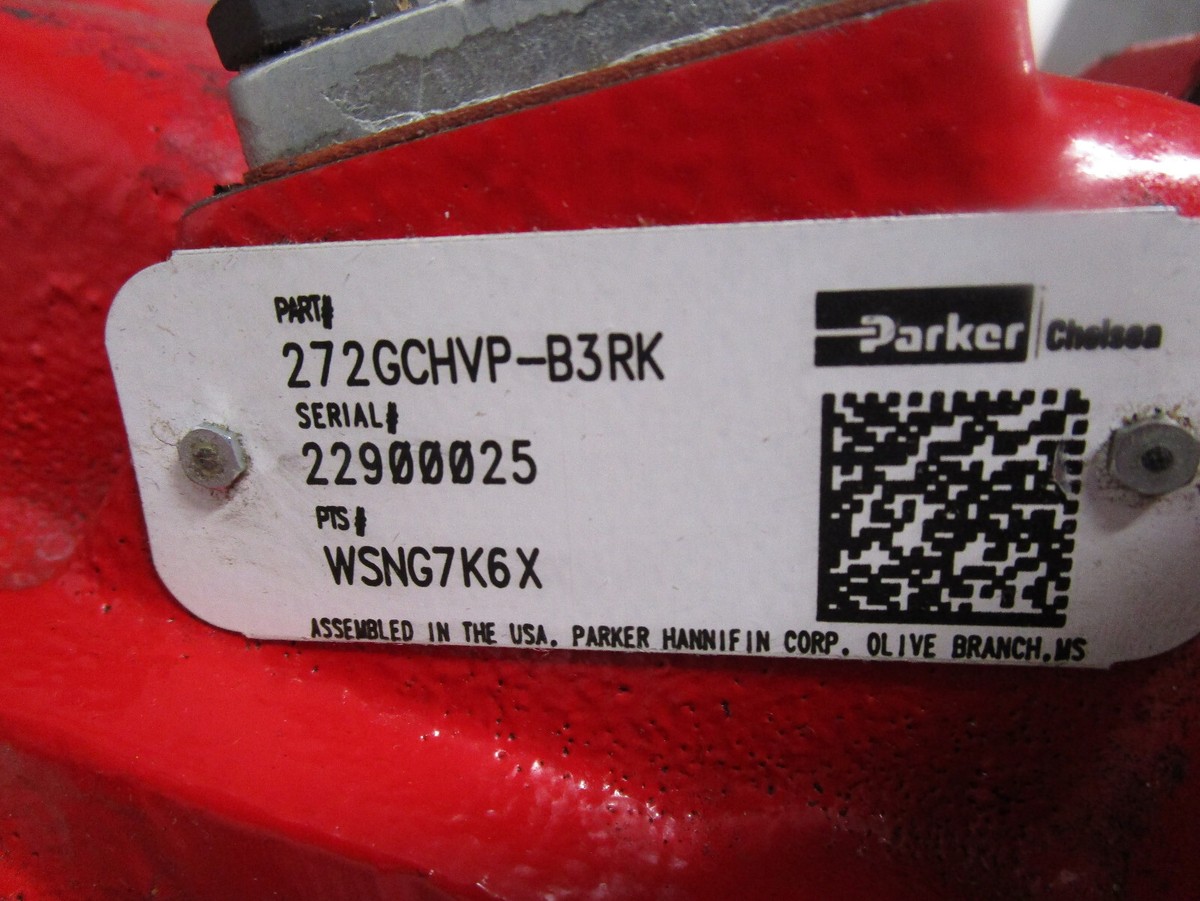 PART#
272GCHVP-B3RK
SERIAL#
22900025
PTS#
WSNG7K6X
Parker Chelsea
ASSEMBLED IN THE USA. PARKER HANNIFIN CORP. OLIVE BRANCH,MS